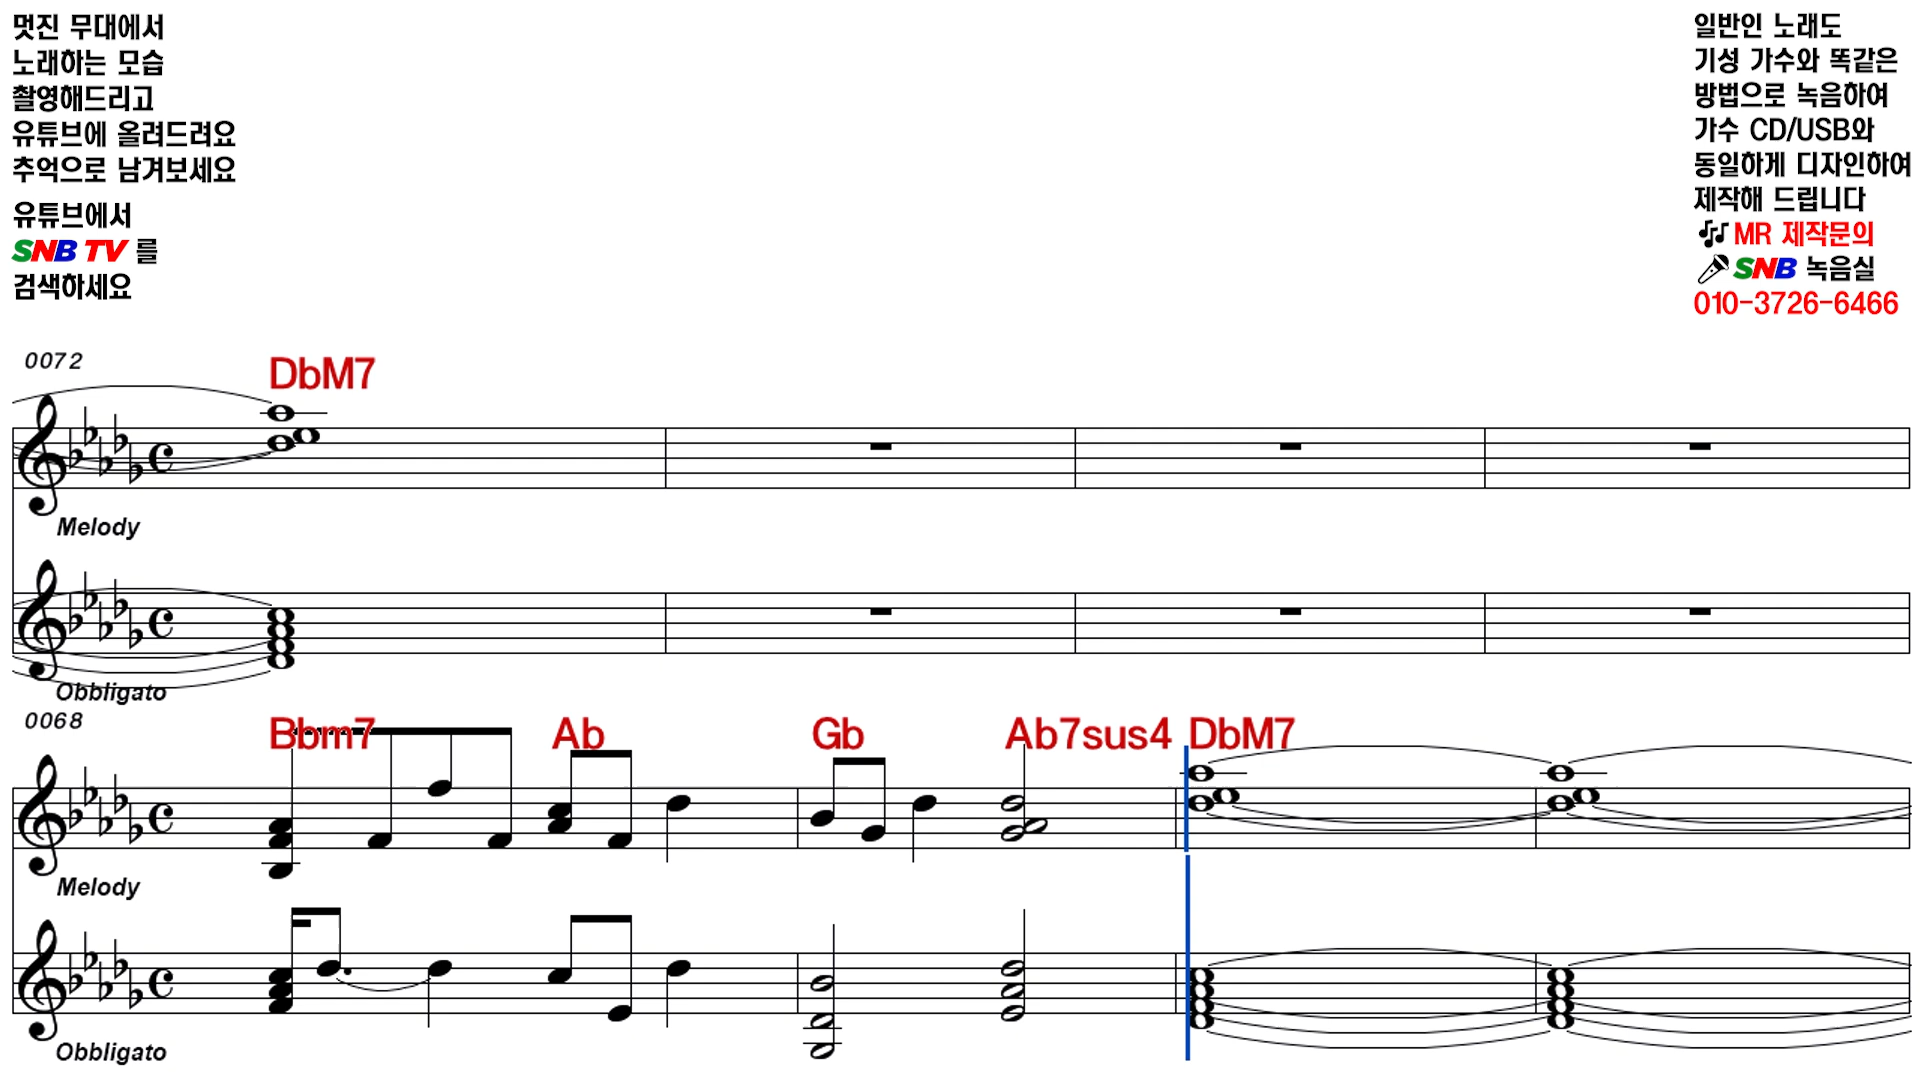 멋진 무대에서
노래하는 모습
촬영해드리고
유튜브에 올려드려요
추억으로 남겨보세요
유튜브에서
SNB TV 를
검색하세요
일반인 노래도
기성 가수와 똑같은
방법으로 녹음하여
가수 CD/USB와
동일하게 디자인하여
제작해 드립니다
MR 제작문의
SNB 녹음실
010-3726-6466
0072
DbM7
Melody
Obbligato
0068
Bbm7 Ab Gb Ab7sus4 DbM7
Melody
Obbligato